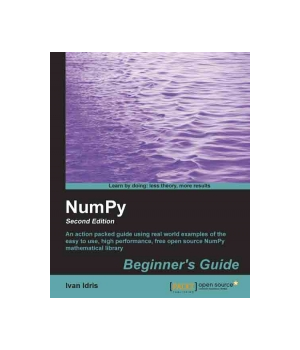 Learn by doing: less theory, more results
NumPy
Second Edition
An action packed guide using real world examples of the
easy to use, high performance, free open source NumPy
mathematical library
Beginner's Guide
Ivan Idris
open source